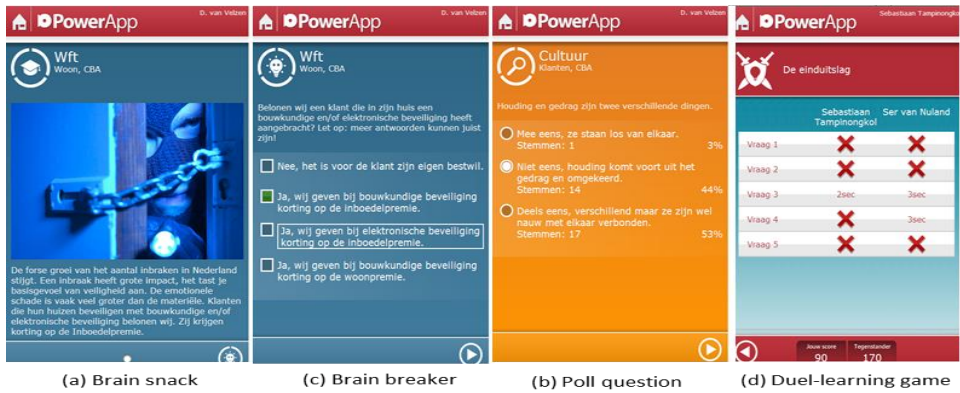 D. van Velzen
PowerApp
Wft
Woon, CBA
De forse groei van het aantal inbraken in Nederland
stijgt. Een inbraak heeft grote impact, het tast je
basisgevoel van veiligheid aan. De emotionele
schade is vaak veel groter dan de materiële. Klanten
die hun huizen beveiligen met bouwkundige en/of
elektronische beveiliging belonen wij. Zij krijgen
korting op de Inboedelpremie.
(a) Brain snack
D. van Velzen
PowerApp
Wft
Woon, CBA
Belonen wij een klant die in zijn huis een
bouwkundige en/of elektronische beveiliging heeft
aangebracht? Let op: meer antwoorden kunnen juist
zijn!
Nee, het is voor de klant zijn eigen bestwil.
Ja, wij geven bij bouwkundige beveiliging
korting op de inboedelpremie.
Ja, wij geven bij elektronische beveiliging
korting op de inboedelpremie.
Ja, wij geven bij bouwkundige beveiliging
korting op de woonpremie.
(c) Brain breaker
D. van Velzen
PowerApp
Cultuur
Klanten, CBA
Houding en gedrag zijn twee verschillende dingen.
Mee eens, ze staan los van elkaar.
Stemmen: 1 3%
Niet eens, houding komt voort uit het
gedrag en omgekeerd.
Stemmen: 14 44%
Deels eens, verschillend maar ze zijn wel
nauw met elkaar verbonden.
Stemmen: 17 53%
(b) Poll question
Sebastiaan Tampinongko
PowerApp
De einduitslag
Sebastiaan Ser van Nuland
Tampinongkol
Vraag 1
Vraag 2
Vraag 3 2sec 3sec
Vraag 4 3sec
Vraag 5
Jouw score Tegenstander
90 170
(d) Duel-learning game